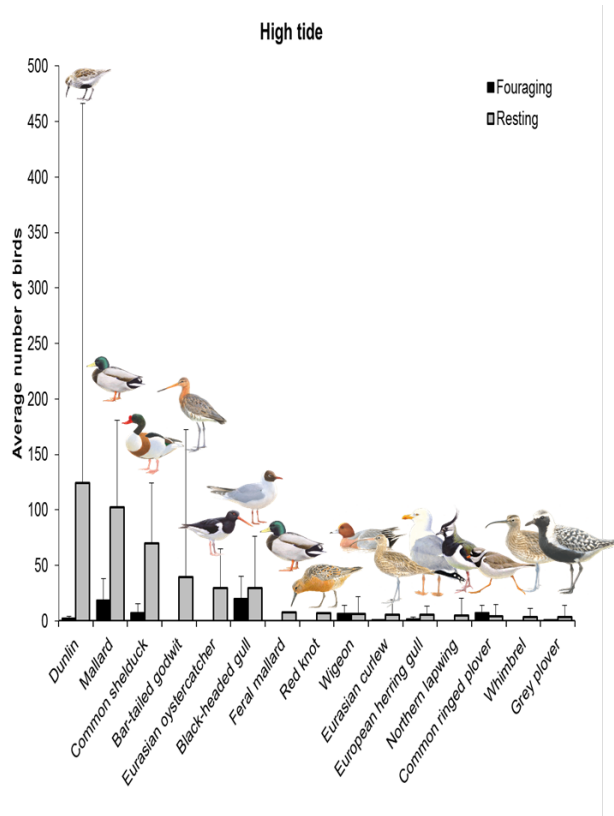 High tide
Fouraging
Resting
Average number of birds
500
450
400
350
300
250
200
150
100
50
0
Dunlin
Mallard
Common shelduck
Bar-tailed godwit
Eurasian oystercatcher
Black-headed gull
Feral mallard
Red knot
Wigeon
Eurasian curlew
European herring gull
Northern lapwing
Common ringed plover
Whimbrel
Grey plover